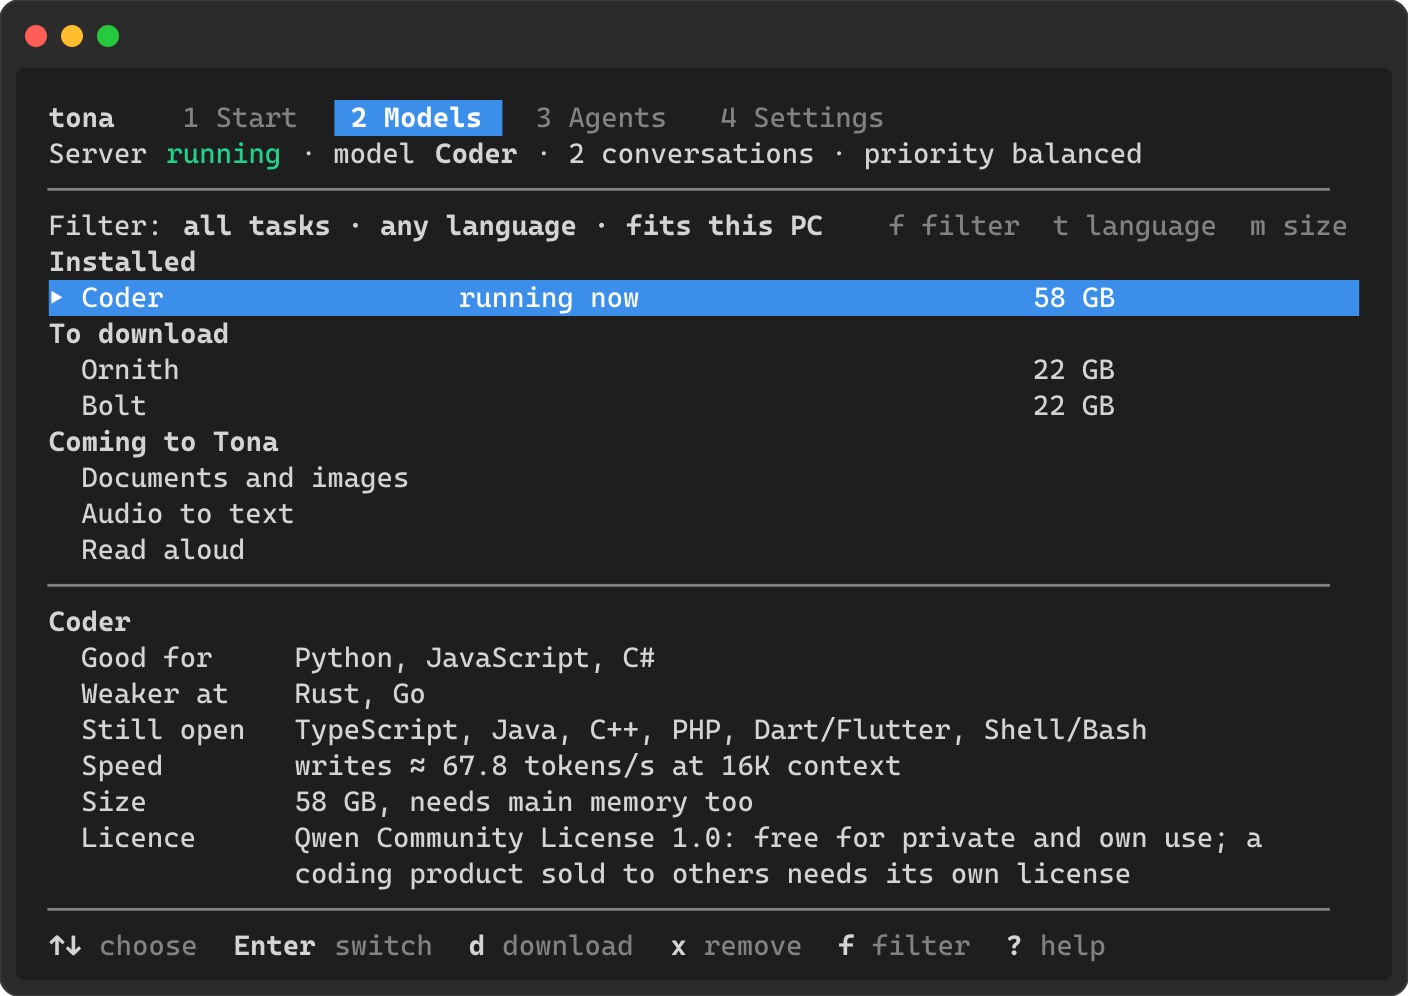 tona 1 Start 2 Models 3 Agents 4 Settings
Server running · model Coder · 2 conversations · priority balanced
Filter: all tasks · any language · fits this PC f filter t language m size
Installed
▸ Coder running now 58 GB
To download
Ornith 22 GB
Bolt 22 GB
Coming to Tona
Documents and images
Audio to text
Read aloud
Coder
Good for Python, JavaScript, C#
Weaker at Rust, Go
Still open TypeScript, Java, C++, PHP, Dart/Flutter, Shell/Bash
Speed writes ≈ 67.8 tokens/s at 16K context
Size 58 GB, needs main memory too
Licence Qwen Community License 1.0: free for private and own use; a
coding product sold to others needs its own license
↑↓ choose Enter switch d download x remove f filter ? help